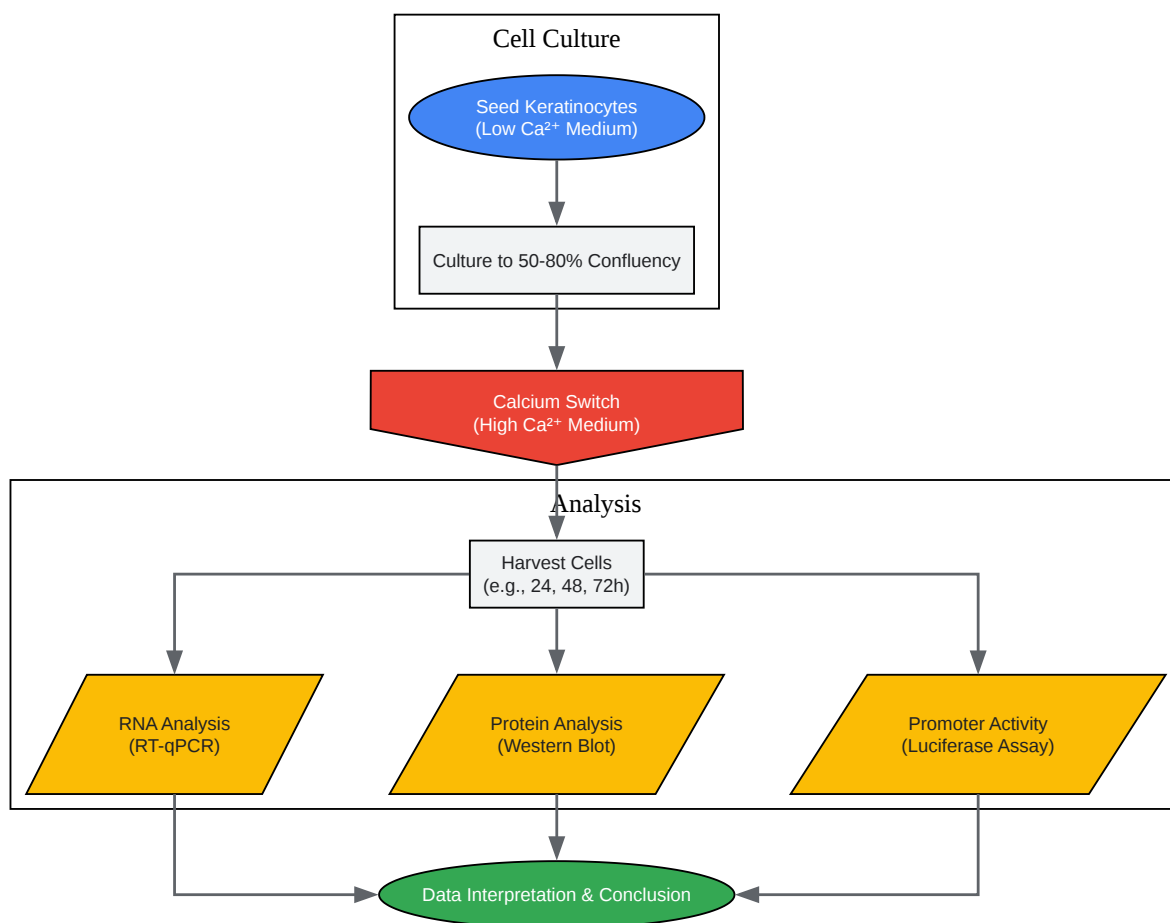 Cell Culture
Seed Keratinocytes
(Low Ca²⁺ Medium)
Culture to 50-80% Confluency
Calcium Switch
(High Ca²⁺ Medium)
Analysis
Harvest Cells
(e.g., 24, 48, 72h)
RNA Analysis
(RT-qPCR)
Protein Analysis
(Western Blot)
Promoter Activity
(Luciferase Assay)
Data Interpretation & Conclusion